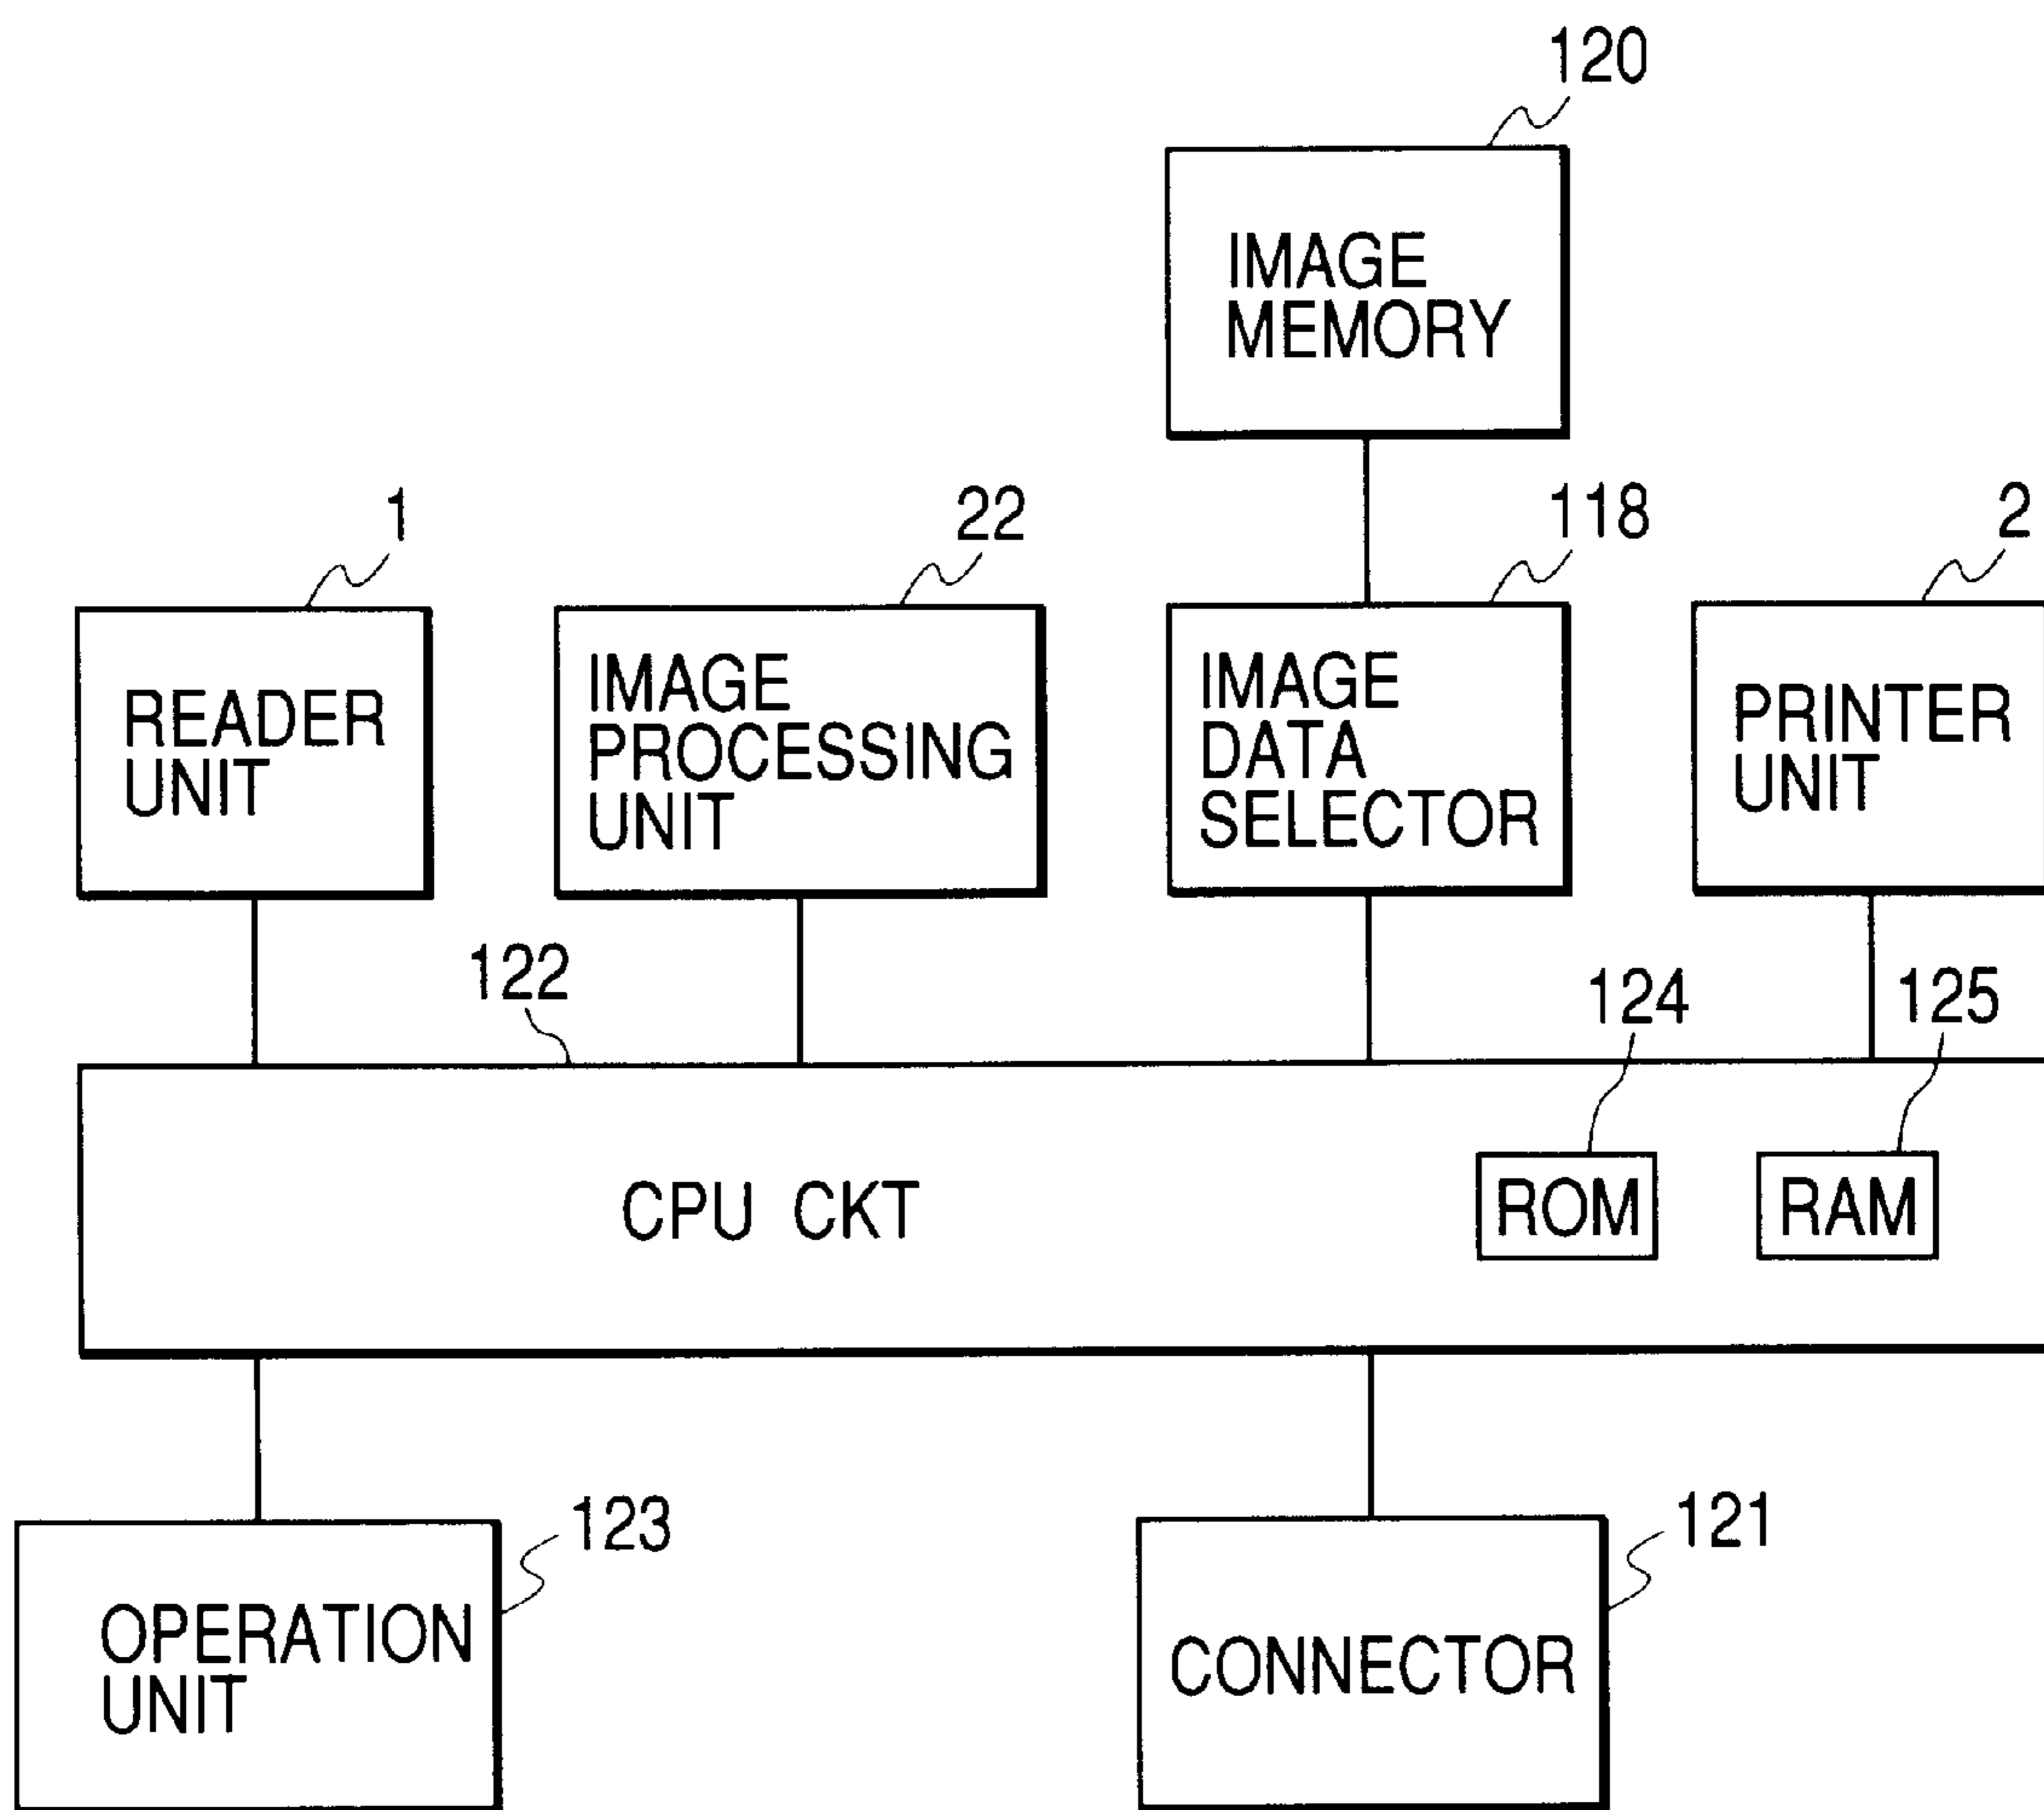 120
IMAGE
MEMORY
1
22
118
2
READER
UNIT
IMAGE
PROCESSING
UNIT
IMAGE
DATA
SELECTOR
PRINTER
UNIT
122
124
125
CPU CKT
ROM
RAM
123
121
OPERATION
UNIT
CONNECTOR